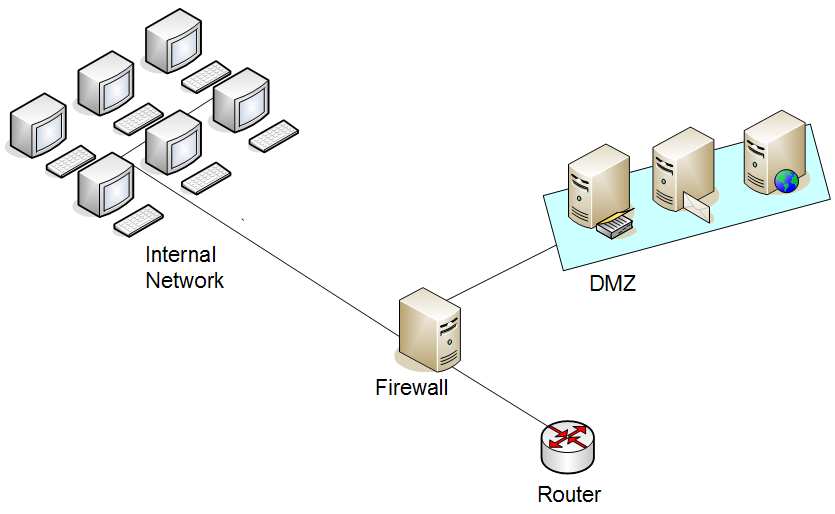 Internal
Network
DMZ
Firewall
Router